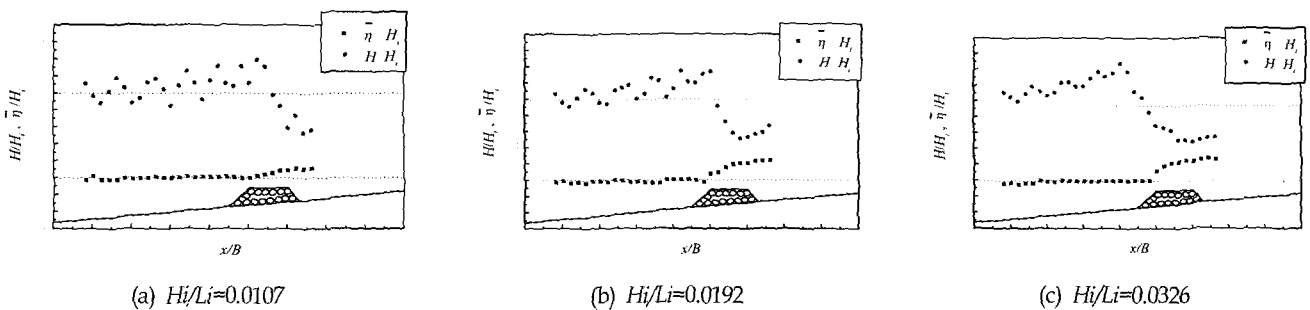 H/Hᵢ, η̅/Hᵢ
η̅ Hᵢ
H Hᵢ
x/B
(a) Hi/Li=0.0107
H/Hᵢ, η̅/Hᵢ
η̅ Hᵢ
H Hᵢ
x/B
(b) Hi/Li=0.0192
H/Hᵢ, η̅/Hᵢ
η̅ Hᵢ
H Hᵢ
x/B
(c) Hi/Li=0.0326